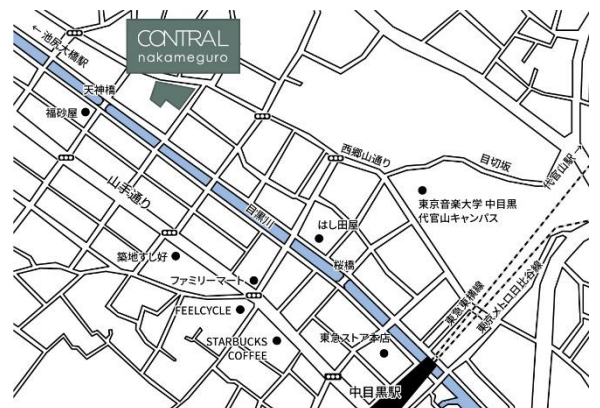 ← 池尻大橋駅
CONTRAL
nakameguro
天神橋
福砂屋
山手通り
西郷山通り
目切坂
代官山駅 →
東京音楽大学 中目黒
代官山キャンパス
目黒川
はし田屋
桜橋
築地すし好
ファミリーマート
FEELCYCLE
STARBUCKS
COFFEE
東急ストア本店
東急東横線
東京メトロ日比谷線
中目黒駅